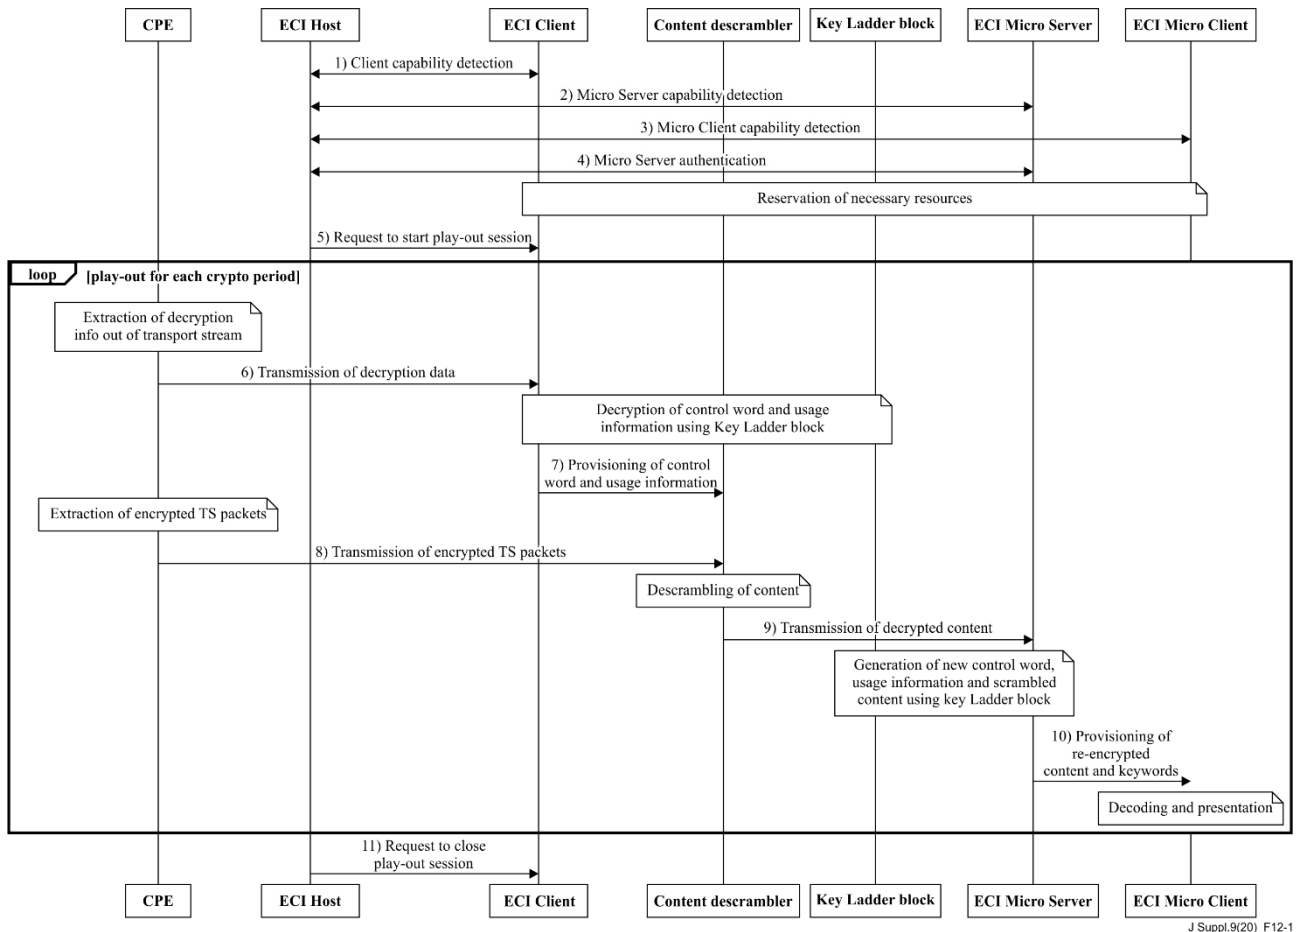 CPE
ECI Host
ECI Client
Content descrambler
Key Ladder block
ECI Micro Server
ECI Micro Client
1) Client capability detection
2) Micro Server capability detection
3) Micro Client capability detection
4) Micro Server authentication
Reservation of necessary resources
5) Request to start play-out session
loop
[play-out for each crypto period]
Extraction of decryption
info out of transport stream
6) Transmission of decryption data
Decryption of control word and usage
information using Key Ladder block
7) Provisioning of control
word and usage information
Extraction of encrypted TS packets
8) Transmission of encrypted TS packets
Descrambling of content
9) Transmission of decrypted content
Generation of new control word,
usage information and scrambled
content using key Ladder block
10) Provisioning of
re-encrypted
content and keywords
Decoding and presentation
11) Request to close
play-out session
CPE
ECI Host
ECI Client
Content descrambler
Key Ladder block
ECI Micro Server
ECI Micro Client
J Suppl.9(20)_F12-1